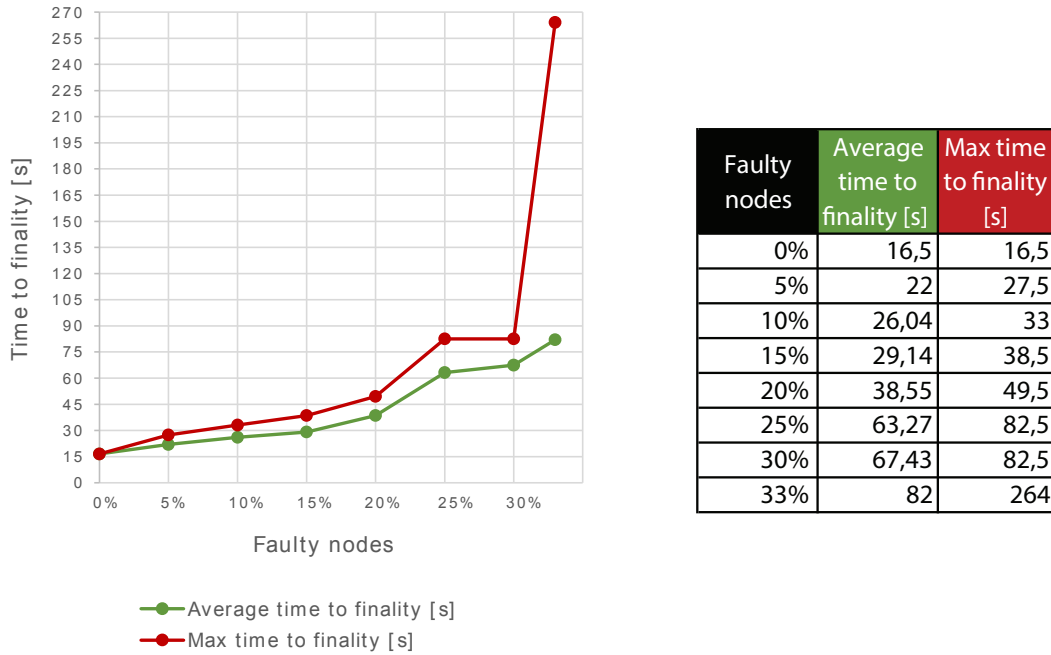 270
255
240
225
210
195
180
165
150
135
120
105
90
75
60
45
30
15
0
Time to finality [s]
0% 5% 10% 15% 20% 25% 30%
Faulty nodes
Average time to finality [s]
Max time to finality [s]
Faulty nodes
Average time to finality [s]
Max time to finality [s]
0% 16,5 16,5
5% 22 27,5
10% 26,04 33
15% 29,14 38,5
20% 38,55 49,5
25% 63,27 82,5
30% 67,43 82,5
33% 82 264